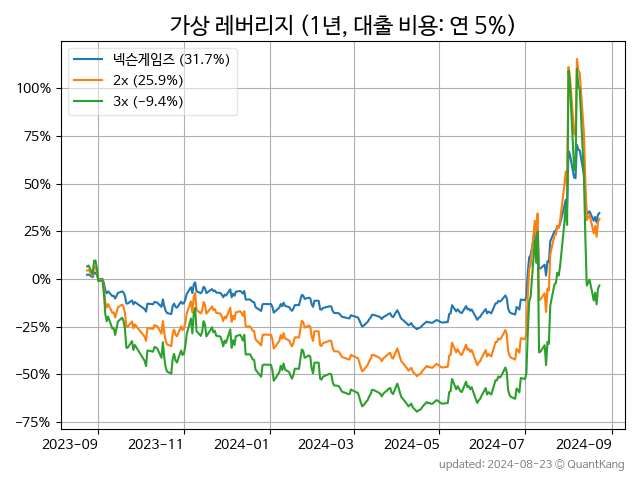 가상 레버리지 (1년, 대출 비용: 연 5%)
넥슨게임즈 (31.7%)
2x (25.9%)
3x (−9.4%)
100%
75%
50%
25%
0%
−25%
−50%
−75%
2023-09 2023-11 2024-01 2024-03 2024-05 2024-07 2024-09
updated: 2024-08-23 © QuantKang